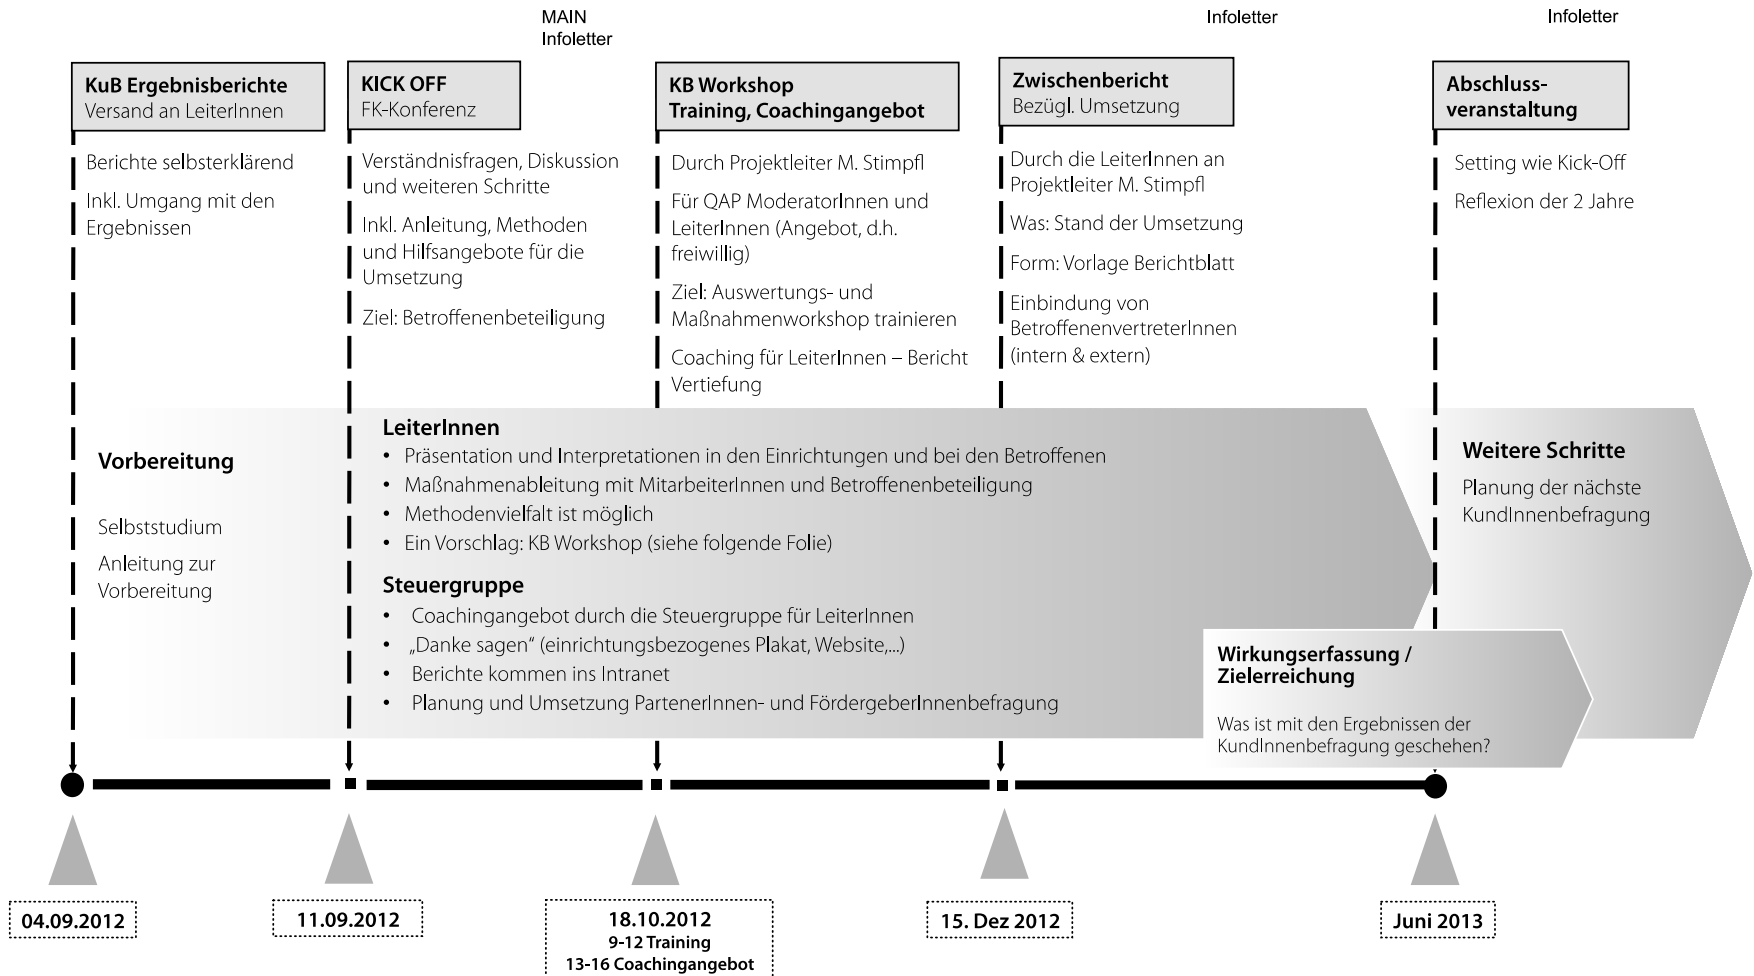 MAIN
Infoletter
Infoletter
Infoletter
KuB Ergebnisberichte
Versand an LeiterInnen
Berichte selbsterklärend
Inkl. Umgang mit den
Ergebnissen
KICK OFF
FK-Konferenz
Verständnisfragen, Diskussion
und weiteren Schritte
Inkl. Anleitung, Methoden
und Hilfsangebote für die
Umsetzung
Ziel: Betroffenenbeteiligung
KB Workshop
Training, Coachingangebot
Durch Projektleiter M. Stimpfl
Für QAP ModeratorInnen und
LeiterInnen (Angebot, d.h.
freiwillig)
Ziel: Auswertungs- und
Maßnahmenworkshop trainieren
Coaching für LeiterInnen – Bericht
Vertiefung
Zwischenbericht
Bezügl. Umsetzung
Durch die LeiterInnen an
Projektleiter M. Stimpfl
Was: Stand der Umsetzung
Form: Vorlage Berichtblatt
Einbindung von
BetroffenenvertreterInnen
(intern & extern)
Abschluss-
veranstaltung
Setting wie Kick-Off
Reflexion der 2 Jahre
Vorbereitung
Selbststudium
Anleitung zur
Vorbereitung
LeiterInnen
• Präsentation und Interpretationen in den Einrichtungen und bei den Betroffenen
• Maßnahmenableitung mit MitarbeiterInnen und Betroffenenbeteiligung
• Methodenvielfalt ist möglich
• Ein Vorschlag: KB Workshop (siehe folgende Folie)
Steuergruppe
• Coachingangebot durch die Steuergruppe für LeiterInnen
• „Danke sagen“ (einrichtungsbezogenes Plakat, Website,...)
• Berichte kommen ins Intranet
• Planung und Umsetzung PartenerInnen- und FördergeberInnenbefragung
Weitere Schritte
Planung der nächste
KundInnenbefragung
Wirkungserfassung /
Zielerreichung
Was ist mit den Ergebnissen der
KundInnenbefragung geschehen?
04.09.2012
11.09.2012
18.10.2012
9-12 Training
13-16 Coachingangebot
15. Dez 2012
Juni 2013